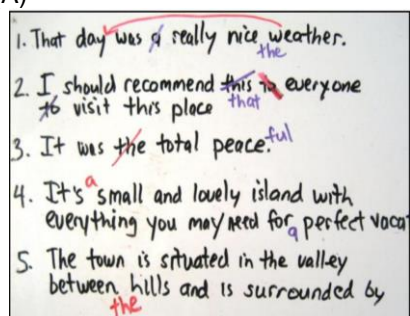 A)
1. That day was a really nice weather.
the
2. I should recommend this to everyone
to visit this place that
3. It was the total peace.ful
a
4. It's small and lovely island with
everything you may need for perfect vacat
a
5. The town is situated in the valley
between hills and is surrounded by
the